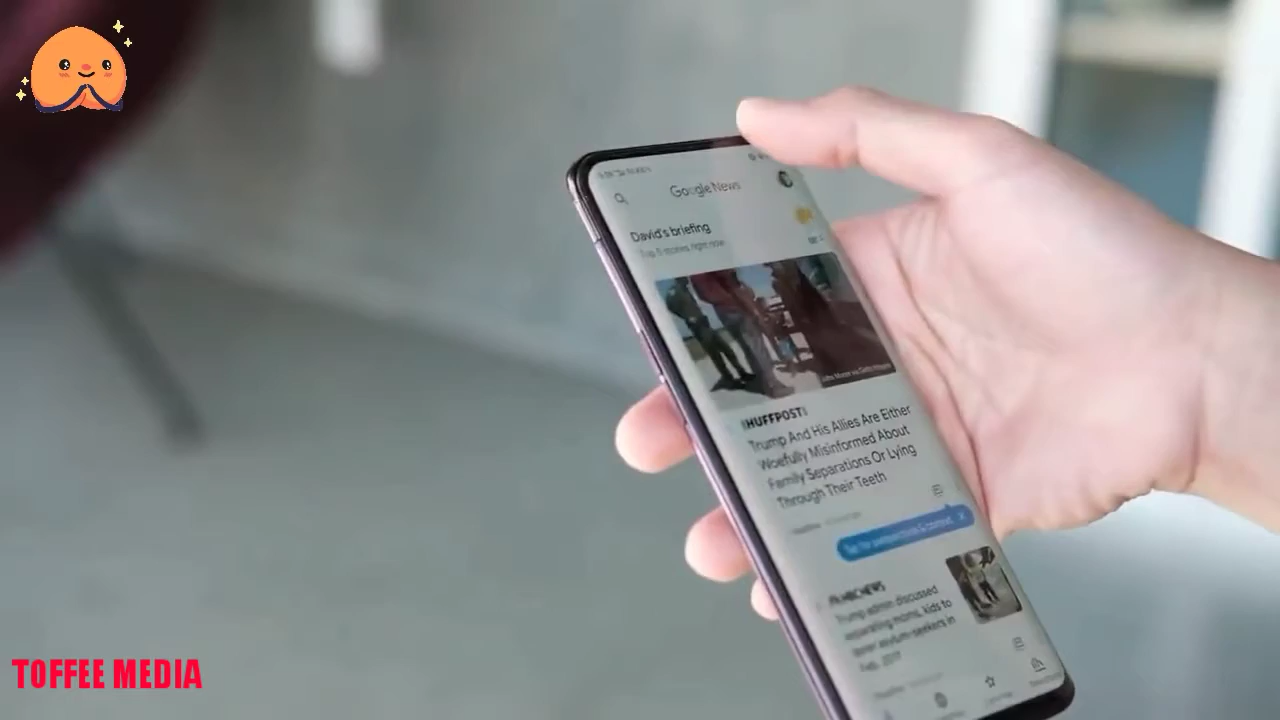 Google News
David's briefing
Top 5 stories right now
HUFFPOST
Trump And His Allies Are Either
Woefully Misinformed About
Family Separations Or Lying
Through Their Teeth
NBC NEWS
Trump admin discussed
separating moms, kids to
deter asylum-seekers in
Feb. 2017
TOFFEE MEDIA